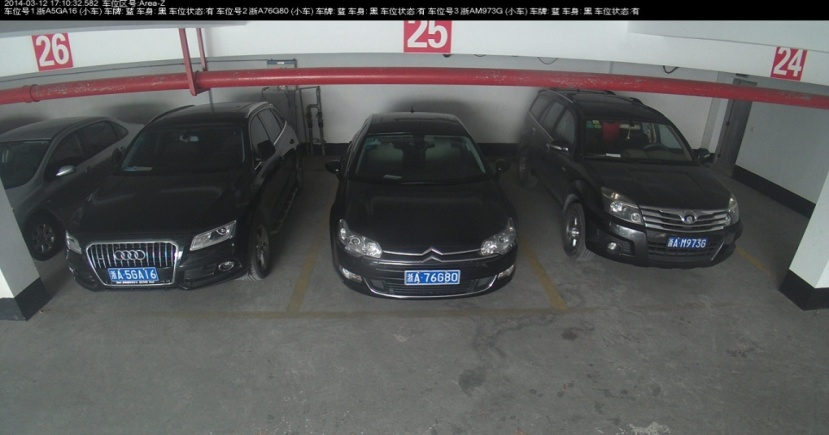 2014-03-12 17:10:32.582 车位区号:Area-Z
车位号1 浙A5GA16 (小车) 车牌: 蓝 车身: 黑 车位状态:有 车位号2 浙A76G80 (小车) 车牌: 蓝 车身: 黑 车位状态:有 车位号3 浙AM973G (小车) 车牌: 蓝 车身: 黑 车位状态:有
26
25
24
浙A 5GA16
浙A 76G80
浙A M973G